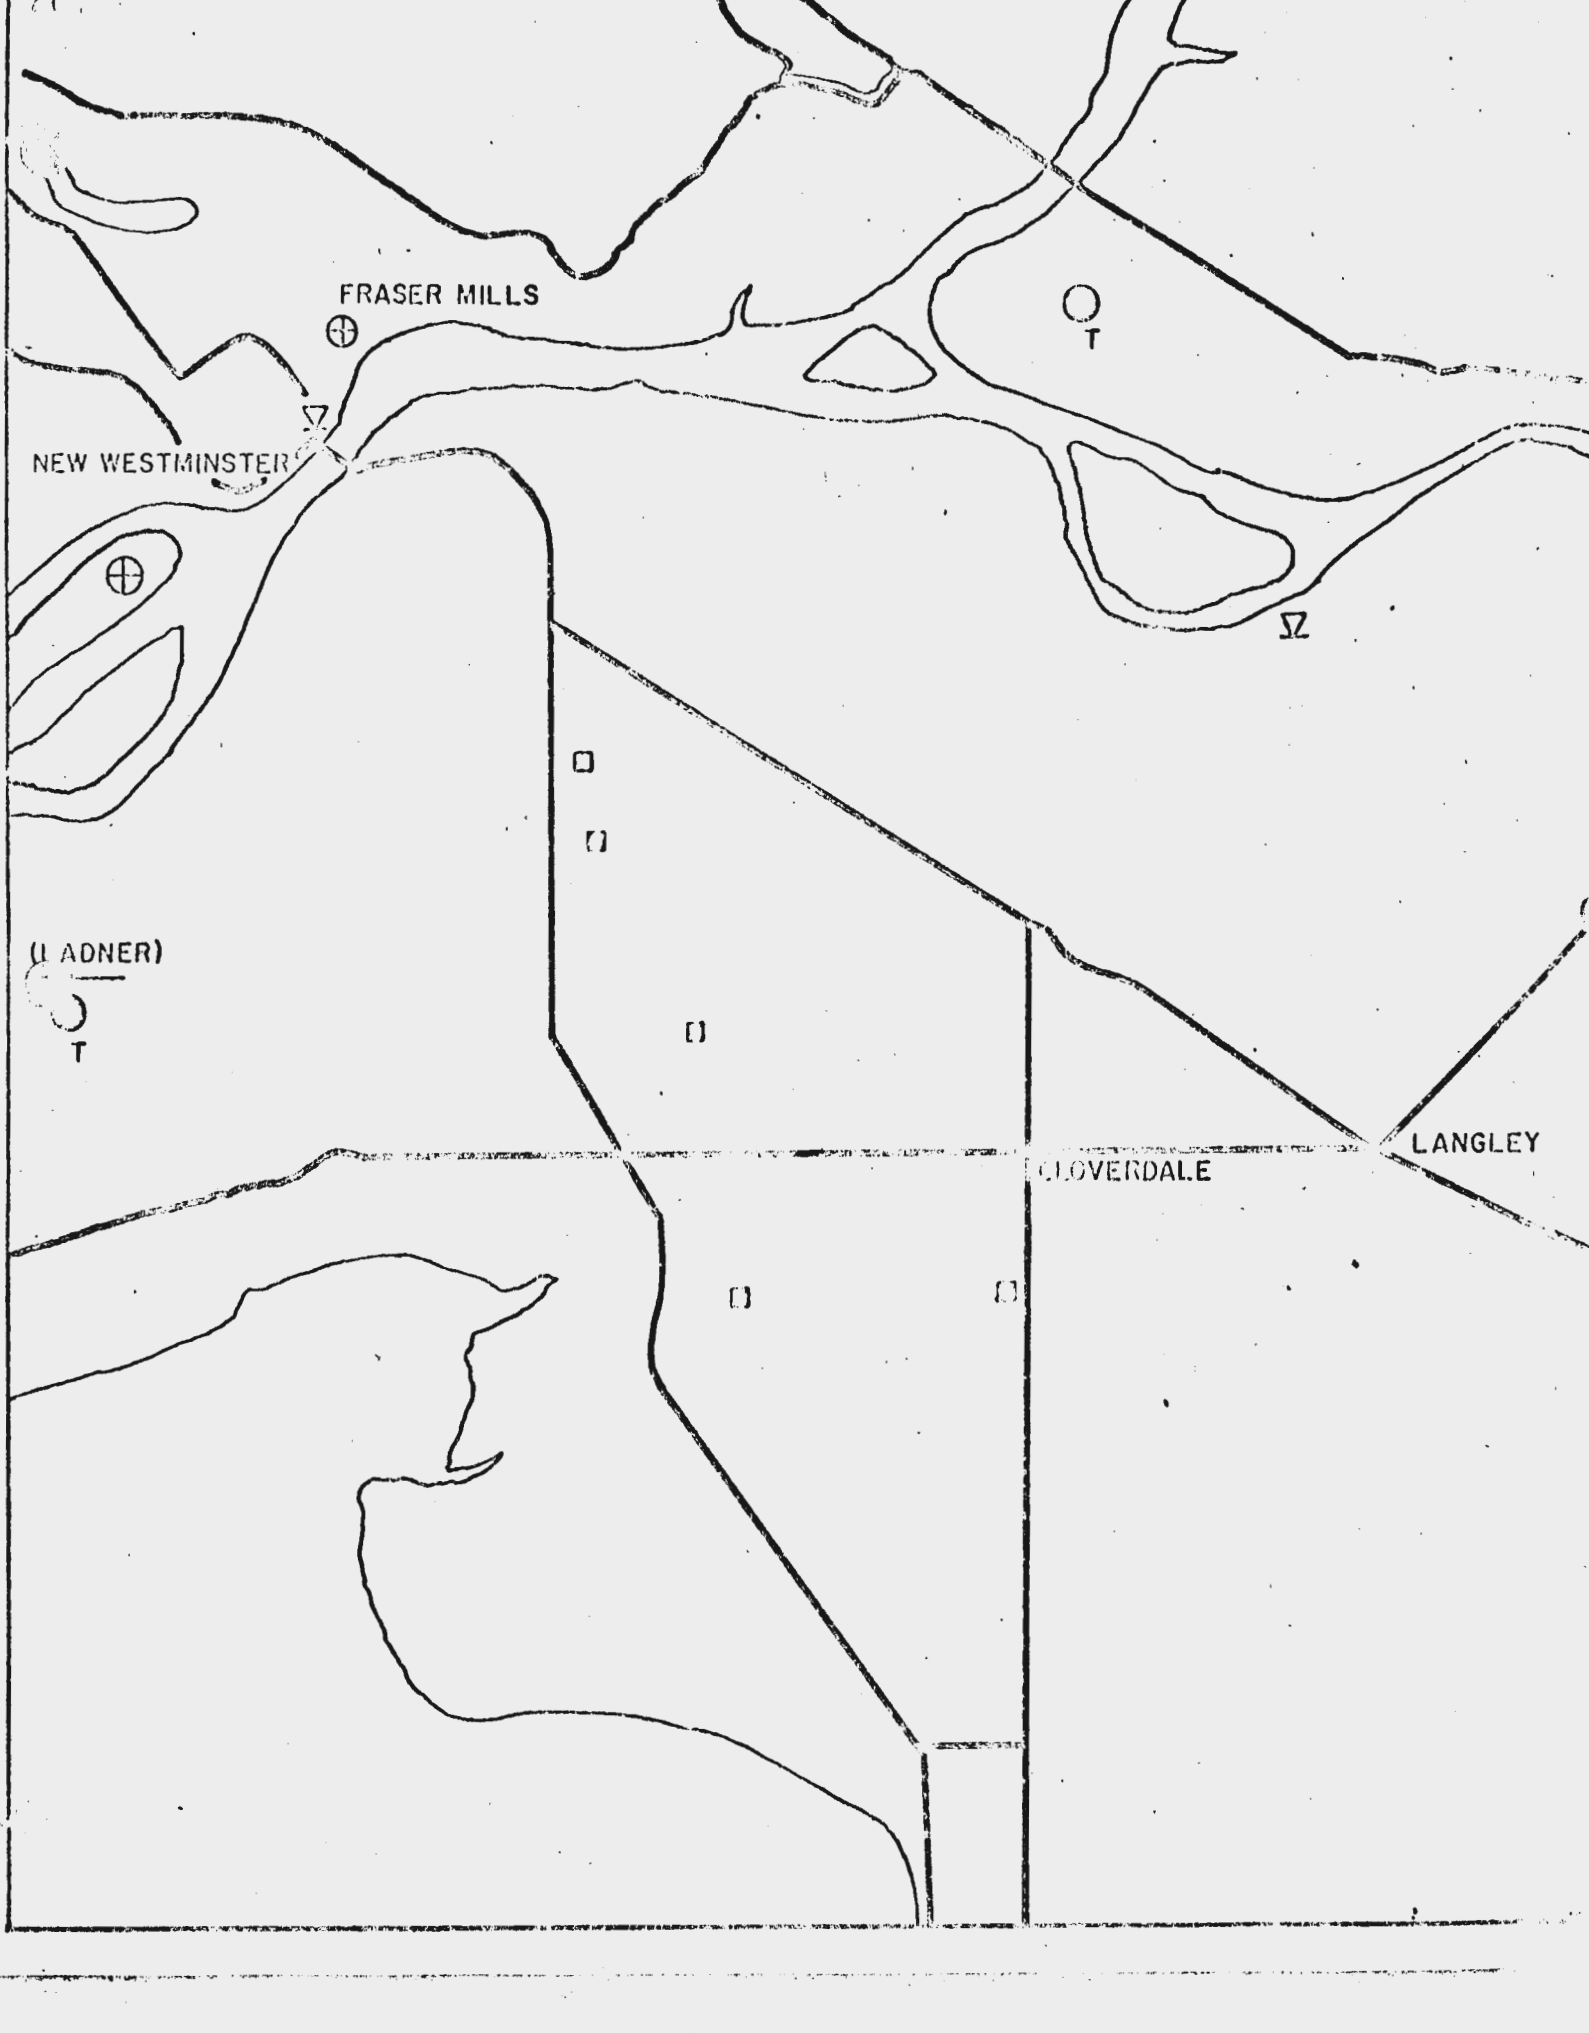 FRASER MILLS
T
NEW WESTMINSTER
(LADNER)
T
LANGLEY
CLOVERDALE